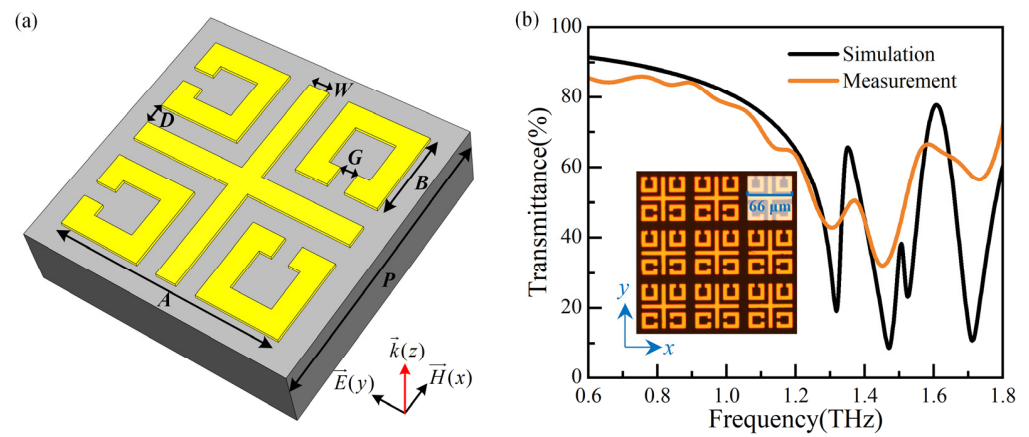 (a)
W
D
G
B
P
A
k(z)
E(y)
H(x)
(b)
100
80
60
40
20
0
Transmittance(%)
Simulation
Measurement
66 μm
y
x
0.6 0.8 1.0 1.2 1.4 1.6 1.8
Frequency(THz)